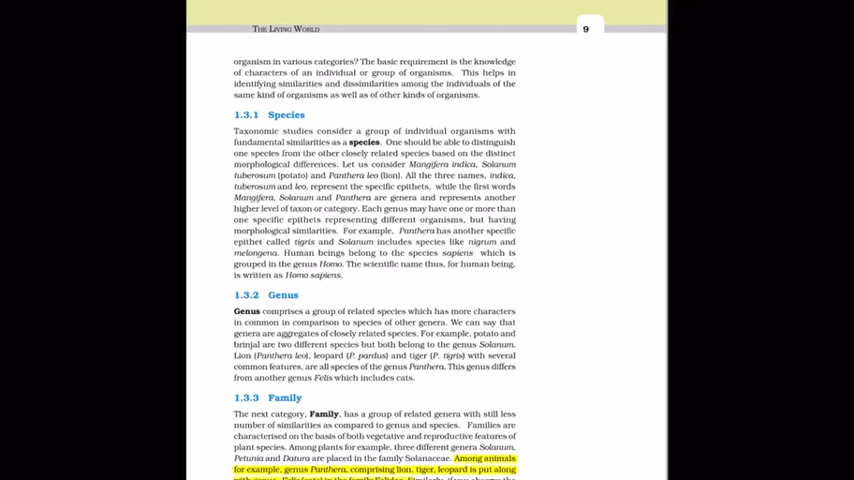 THE LIVING WORLD
9
organism in various categories? The basic requirement is the knowledge
of characters of an individual or group of organisms. This helps in
identifying similarities and dissimilarities among the individuals of the
same kind of organisms as well as of other kinds of organisms.
1.3.1 Species
Taxonomic studies consider a group of individual organisms with
fundamental similarities as a species. One should be able to distinguish
one species from the other closely related species based on the distinct
morphological differences. Let us consider Mangifera indica, Solanum
tuberosum (potato) and Panthera leo (lion). All the three names, indica,
tuberosum and leo, represent the specific epithets, while the first words
Mangifera, Solanum and Panthera are genera and represents another
higher level of taxon or category. Each genus may have one or more than
one specific epithets representing different organisms, but having
morphological similarities. For example, Panthera has another specific
epithet called tigris and Solanum includes species like nigrum and
melongena. Human beings belong to the species sapiens which is
grouped in the genus Homo. The scientific name thus, for human being,
is written as Homo sapiens.
1.3.2 Genus
Genus comprises a group of related species which has more characters
in common in comparison to species of other genera. We can say that
genera are aggregates of closely related species. For example, potato and
brinjal are two different species but both belong to the genus Solanum.
Lion (Panthera leo), leopard (P. pardus) and tiger (P. tigris) with several
common features, are all species of the genus Panthera. This genus differs
from another genus Felis which includes cats.
1.3.3 Family
The next category, Family, has a group of related genera with still less
number of similarities as compared to genus and species. Families are
characterised on the basis of both vegetative and reproductive features of
plant species. Among plants for example, three different genera Solanum,
Petunia and Datura are placed in the family Solanaceae. Among animals
for example, genus Panthera, comprising lion, tiger, leopard is put along